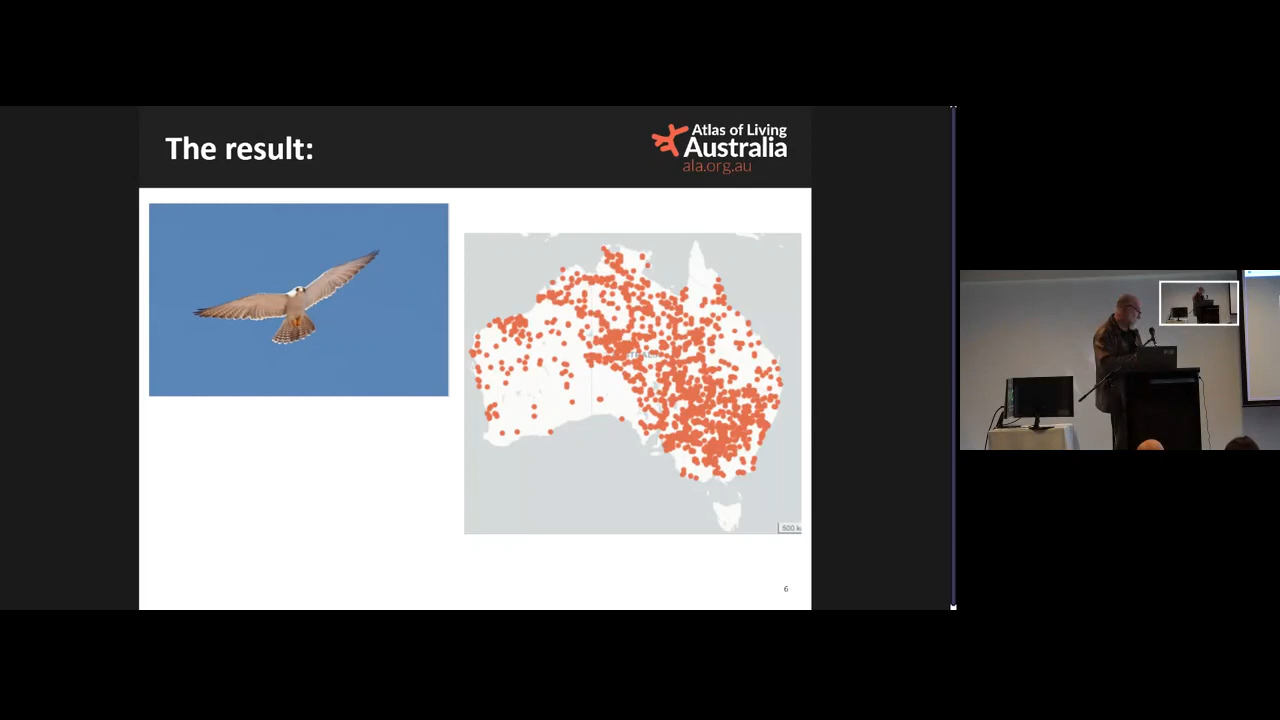 The result:
Atlas of Living
Australia
ala.org.au
500 k
6